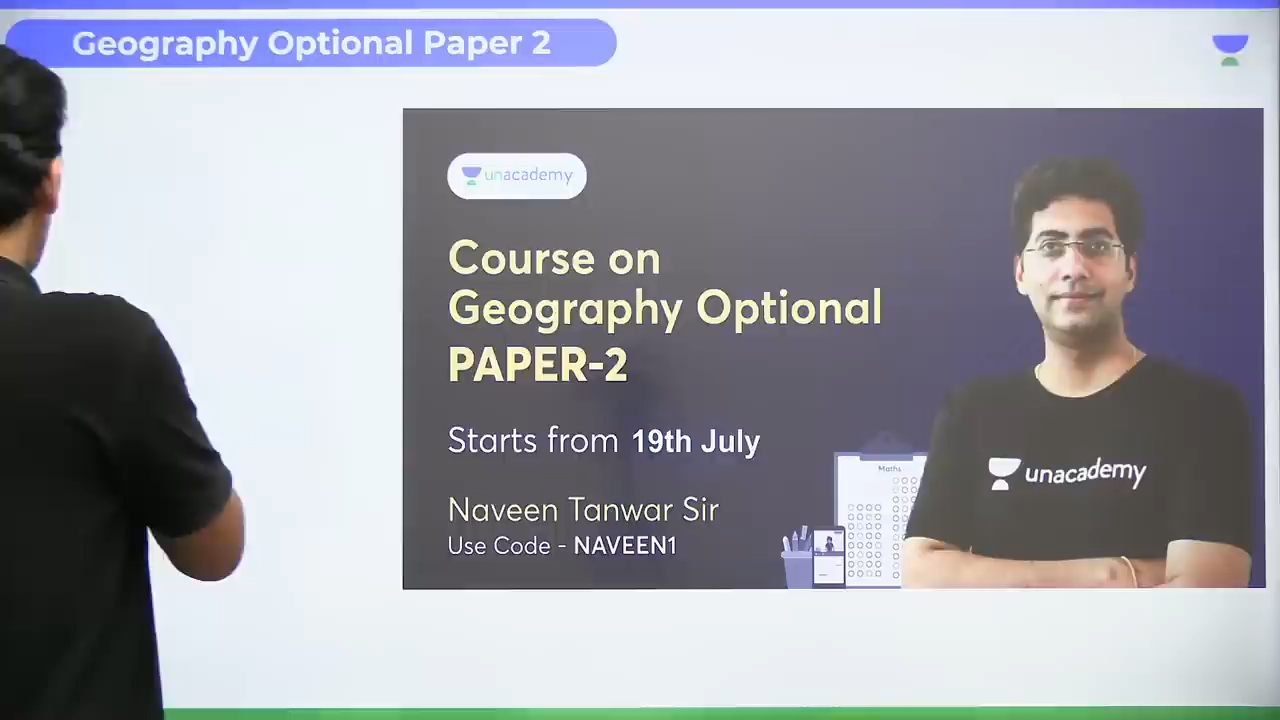 Geography Optional Paper 2
unacademy
Course on
Geography Optional
PAPER-2
Starts from 19th July
Naveen Tanwar Sir
Use Code - NAVEEN1
Maths
unacademy